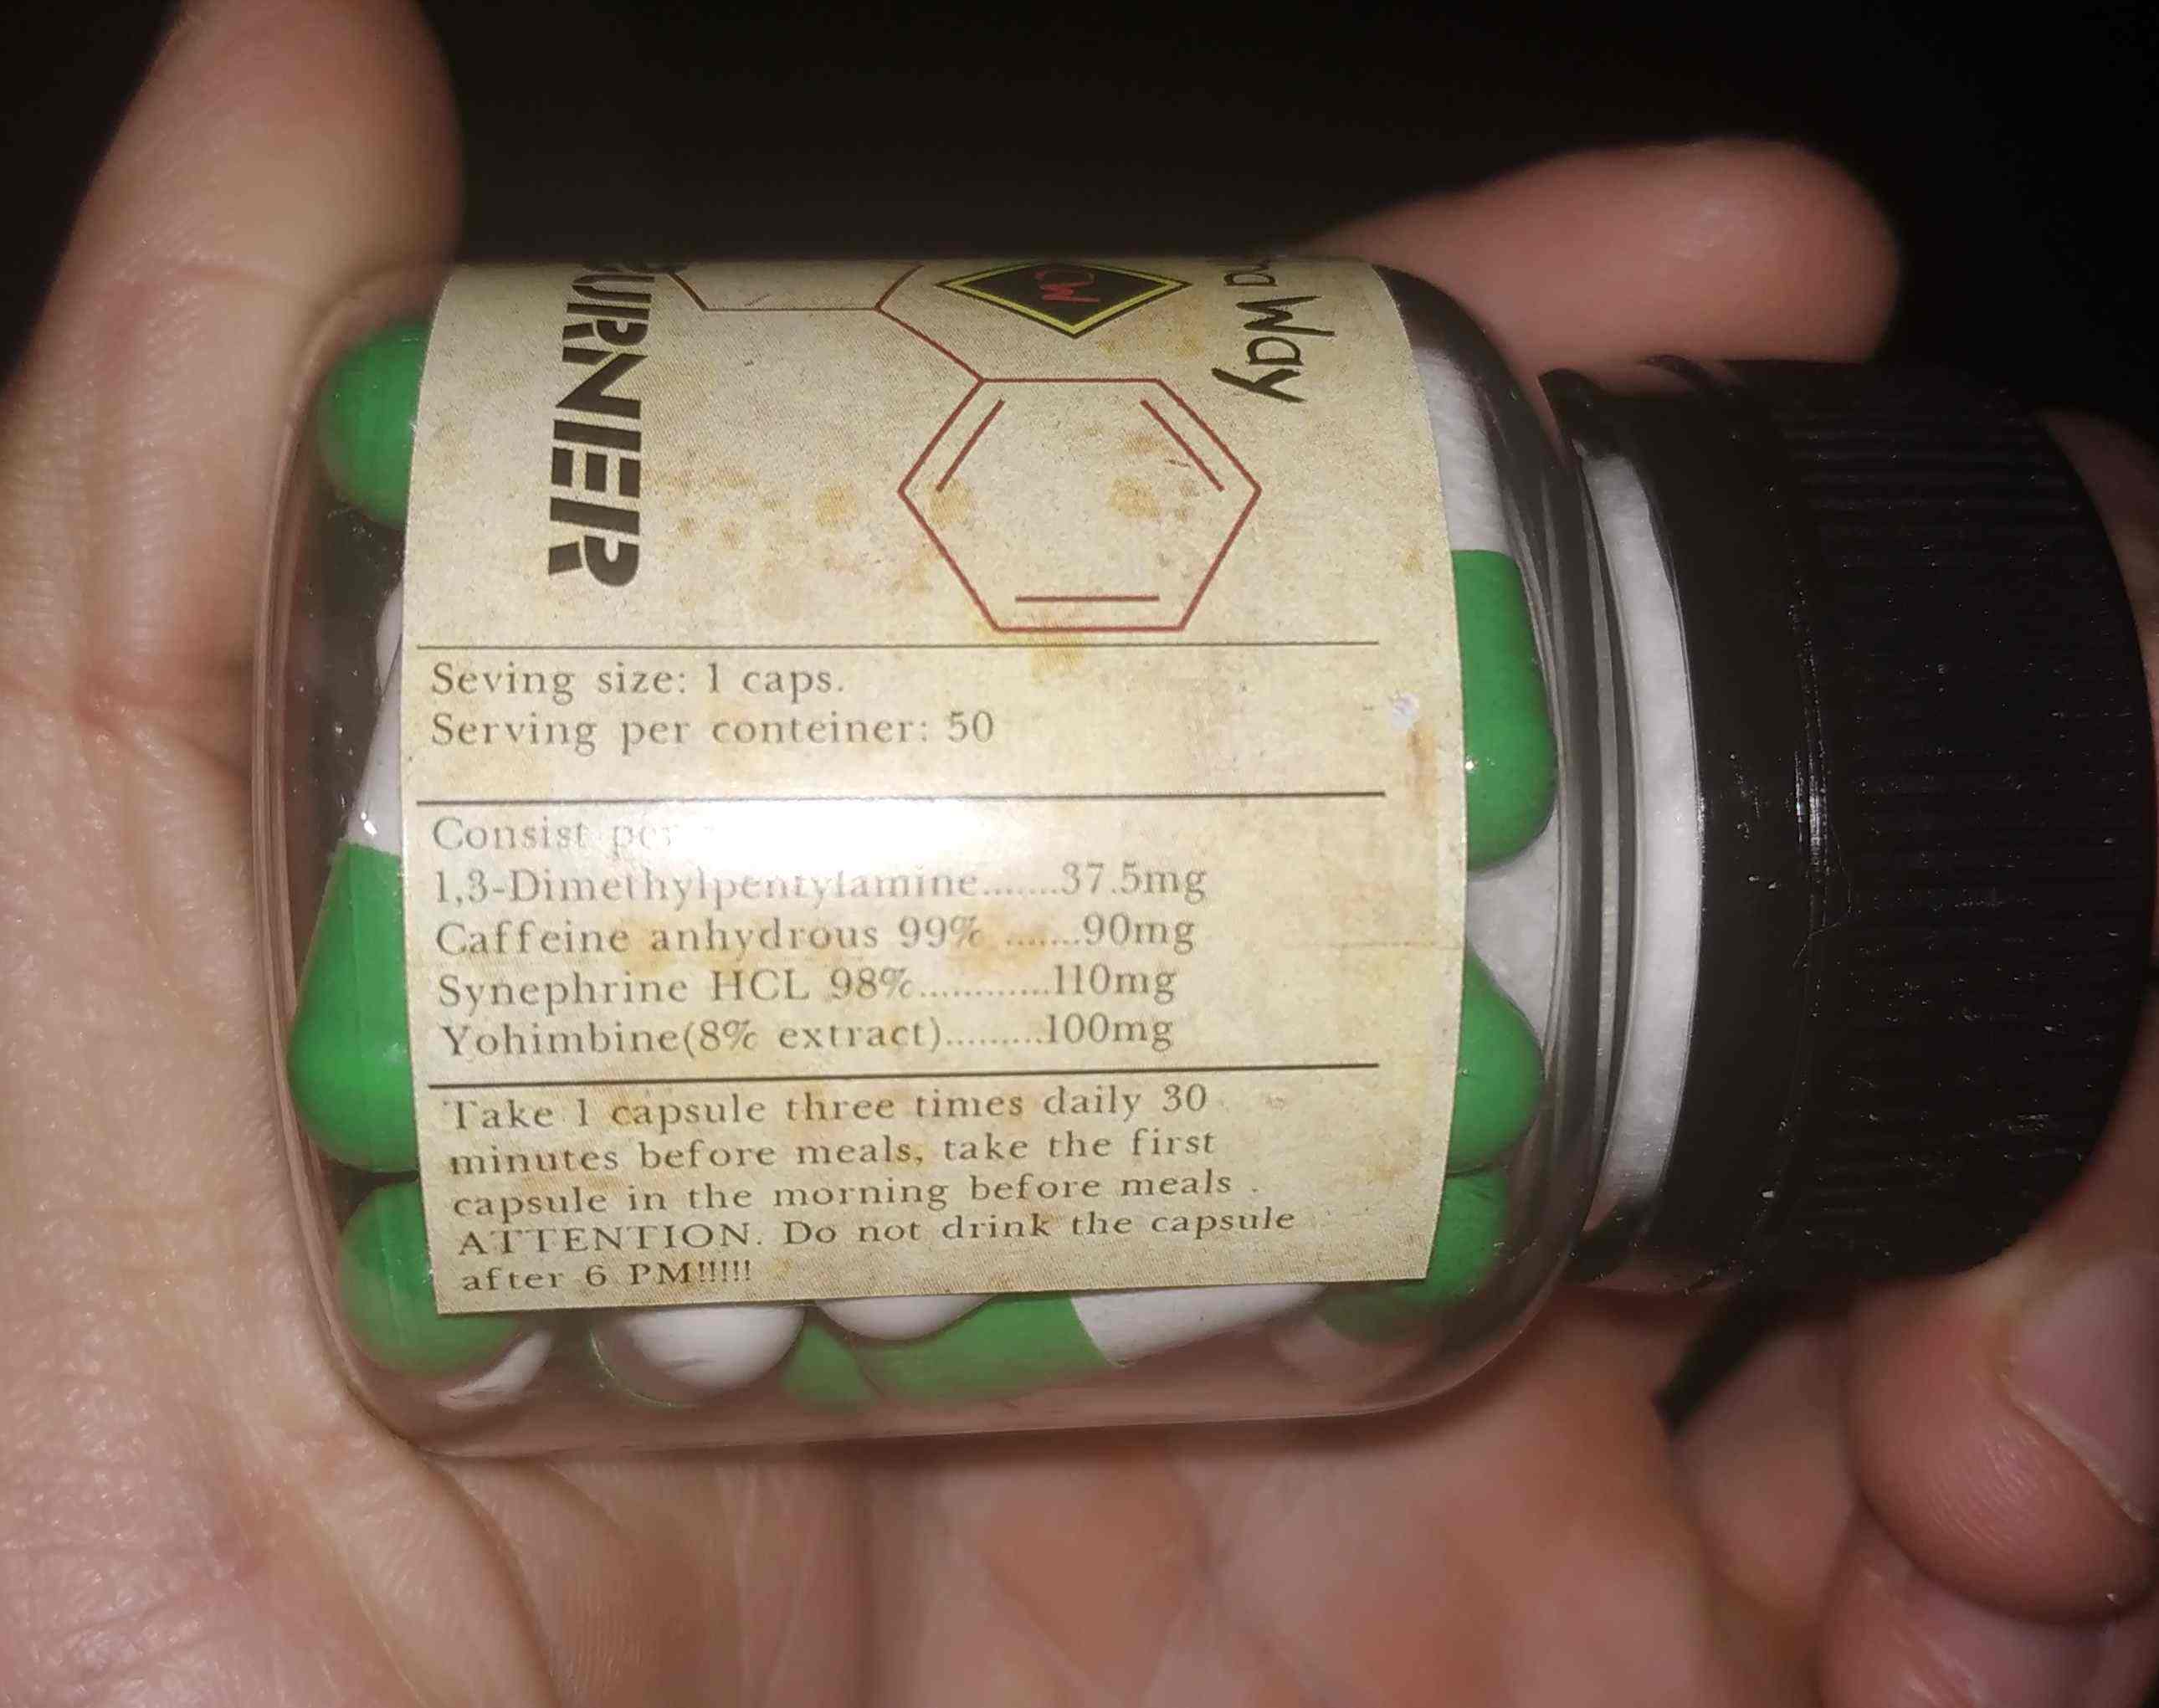 Way
URNER
Seving size: 1 caps.
Serving per conteiner: 50
Consist
1,3-Dimethylpentylamine.......37.5mg
Caffeine anhydrous 99% .......90mg
Synephrine HCL 98%............110mg
Yohimbine(8% extract).........100mg
Take 1 capsule three times daily 30
minutes before meals, take the first
capsule in the morning before meals .
ATTENTION. Do not drink the capsule
after 6 PM!!!!!